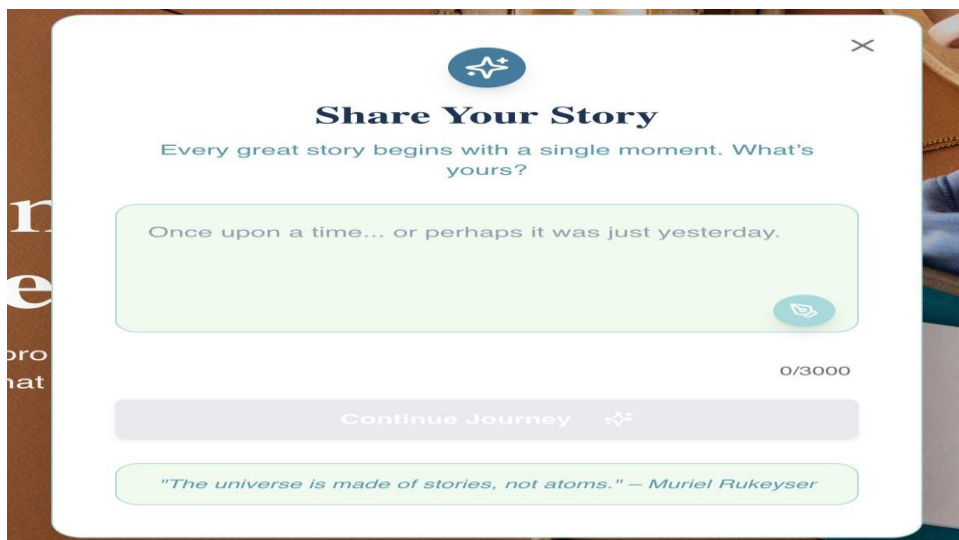 Share Your Story
Every great story begins with a single moment. What's
yours?
Once upon a time... or perhaps it was just yesterday.
0/3000
Continue Journey
"The universe is made of stories, not atoms." – Muriel Rukeyser